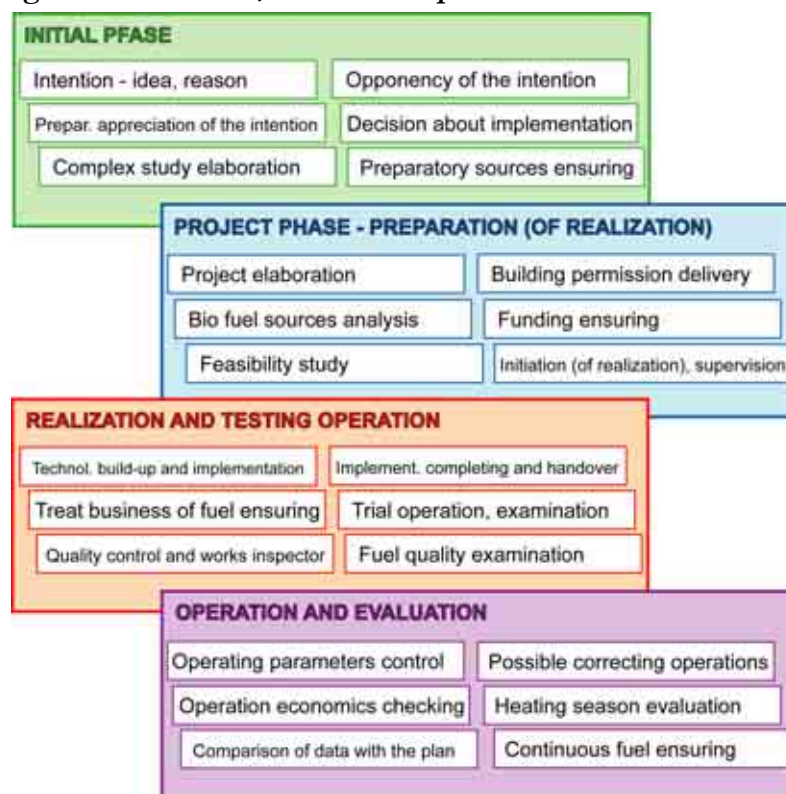 INITIAL PFASE
Intention - idea, reason
Opponency of the intention
Prepar. appreciation of the intention
Decision about implementation
Complex study elaboration
Preparatory sources ensuring
PROJECT PHASE - PREPARATION (OF REALIZATION)
Project elaboration
Building permission delivery
Bio fuel sources analysis
Funding ensuring
Feasibility study
Initiation (of realization), supervision
REALIZATION AND TESTING OPERATION
Technol. build-up and implementation
Implement. completing and handover
Treat business of fuel ensuring
Trial operation, examination
Quality control and works inspector
Fuel quality examination
OPERATION AND EVALUATION
Operating parameters control
Possible correcting operations
Operation economics checking
Heating season evaluation
Comparison of data with the plan
Continuous fuel ensuring